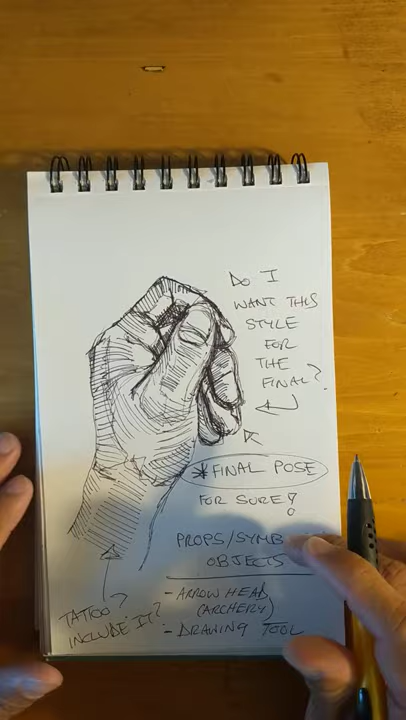 DO I
WANT THIS
STYLE
FOR
THE
FINAL?
*FINAL POSE
FOR SURE!
PROPS/SYMB
OBJECTS
- ARROW HEAD
(ARCHERY)
- DRAWING TOOL
TATOO?
INCLUDE IT?